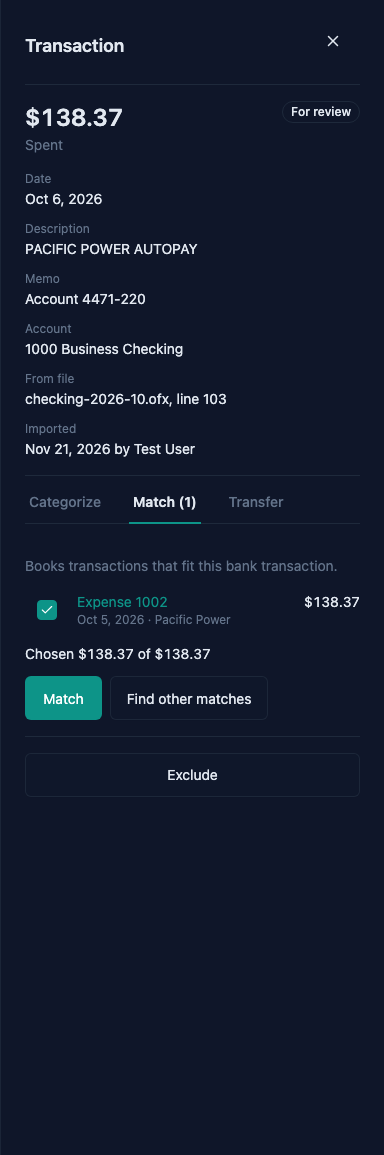 Transaction
$138.37
For review
Spent
Date
Oct 6, 2026
Description
PACIFIC POWER AUTOPAY
Memo
Account 4471-220
Account
1000 Business Checking
From file
checking-2026-10.ofx, line 103
Imported
Nov 21, 2026 by Test User
Categorize Match (1) Transfer
Books transactions that fit this bank transaction.
Expense 1002 $138.37
Oct 5, 2026 · Pacific Power
Chosen $138.37 of $138.37
Match Find other matches
Exclude